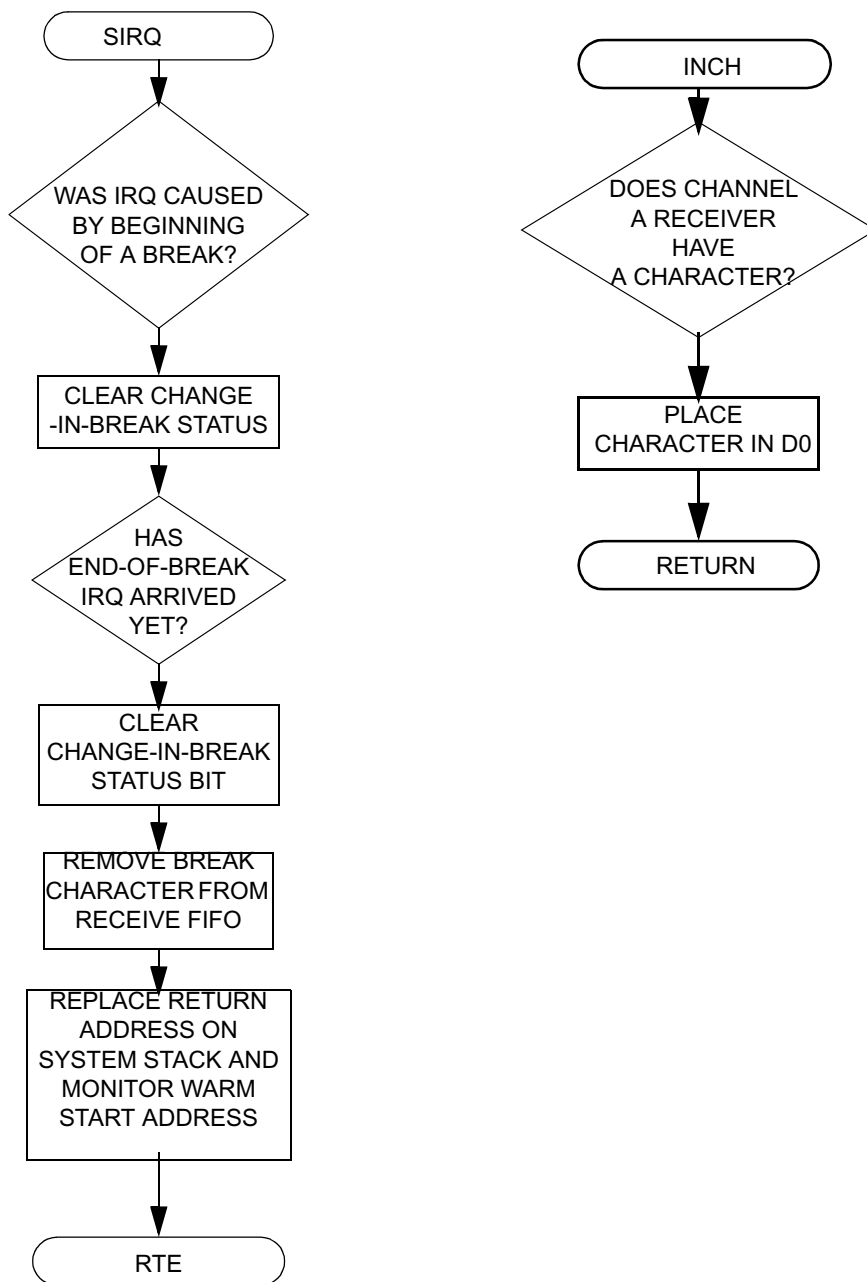 SIRQ
WAS IRQ CAUSED
BY BEGINNING
OF A BREAK?
CLEAR CHANGE
-IN-BREAK STATUS
HAS
END-OF-BREAK
IRQ ARRIVED
YET?
CLEAR
CHANGE-IN-BREAK
STATUS BIT
REMOVE BREAK
CHARACTER FROM
RECEIVE FIFO
REPLACE RETURN
ADDRESS ON
SYSTEM STACK AND
MONITOR WARM
START ADDRESS
RTE
INCH
DOES CHANNEL
A RECEIVER
HAVE
A CHARACTER?
PLACE
CHARACTER IN D0
RETURN